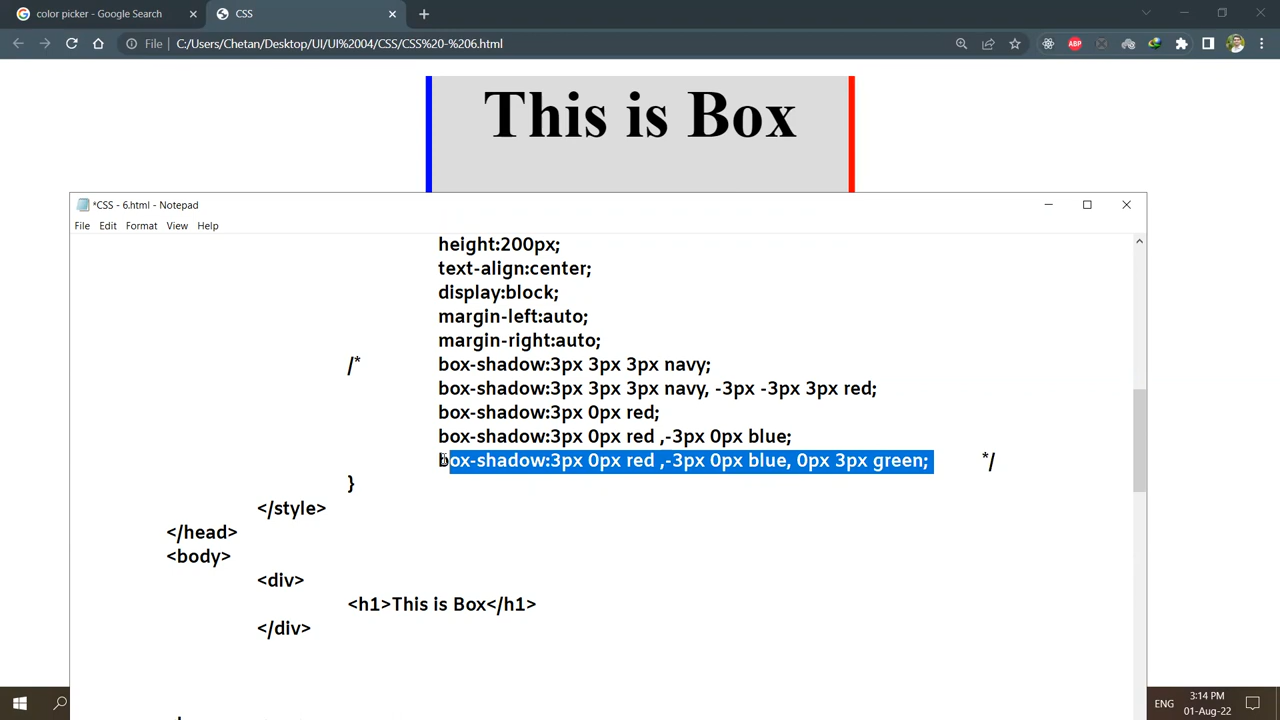 color picker - Google Search
CSS
File
C:/Users/Chetan/Desktop/UI/UI%2004/CSS/CSS%20-%206.html
ABP
This is Box
*CSS - 6.html - Notepad
File Edit Format View Help
height:200px;
text-align:center;
display:block;
margin-left:auto;
margin-right:auto;
/* box-shadow:3px 3px 3px navy;
box-shadow:3px 3px 3px navy, -3px -3px 3px red;
box-shadow:3px 0px red;
box-shadow:3px 0px red ,-3px 0px blue;
box-shadow:3px 0px red ,-3px 0px blue, 0px 3px green; */
}
</style>
</head>
<body>
<div>
<h1>This is Box</h1>
</div>
ENG
3:14 PM
01-Aug-22